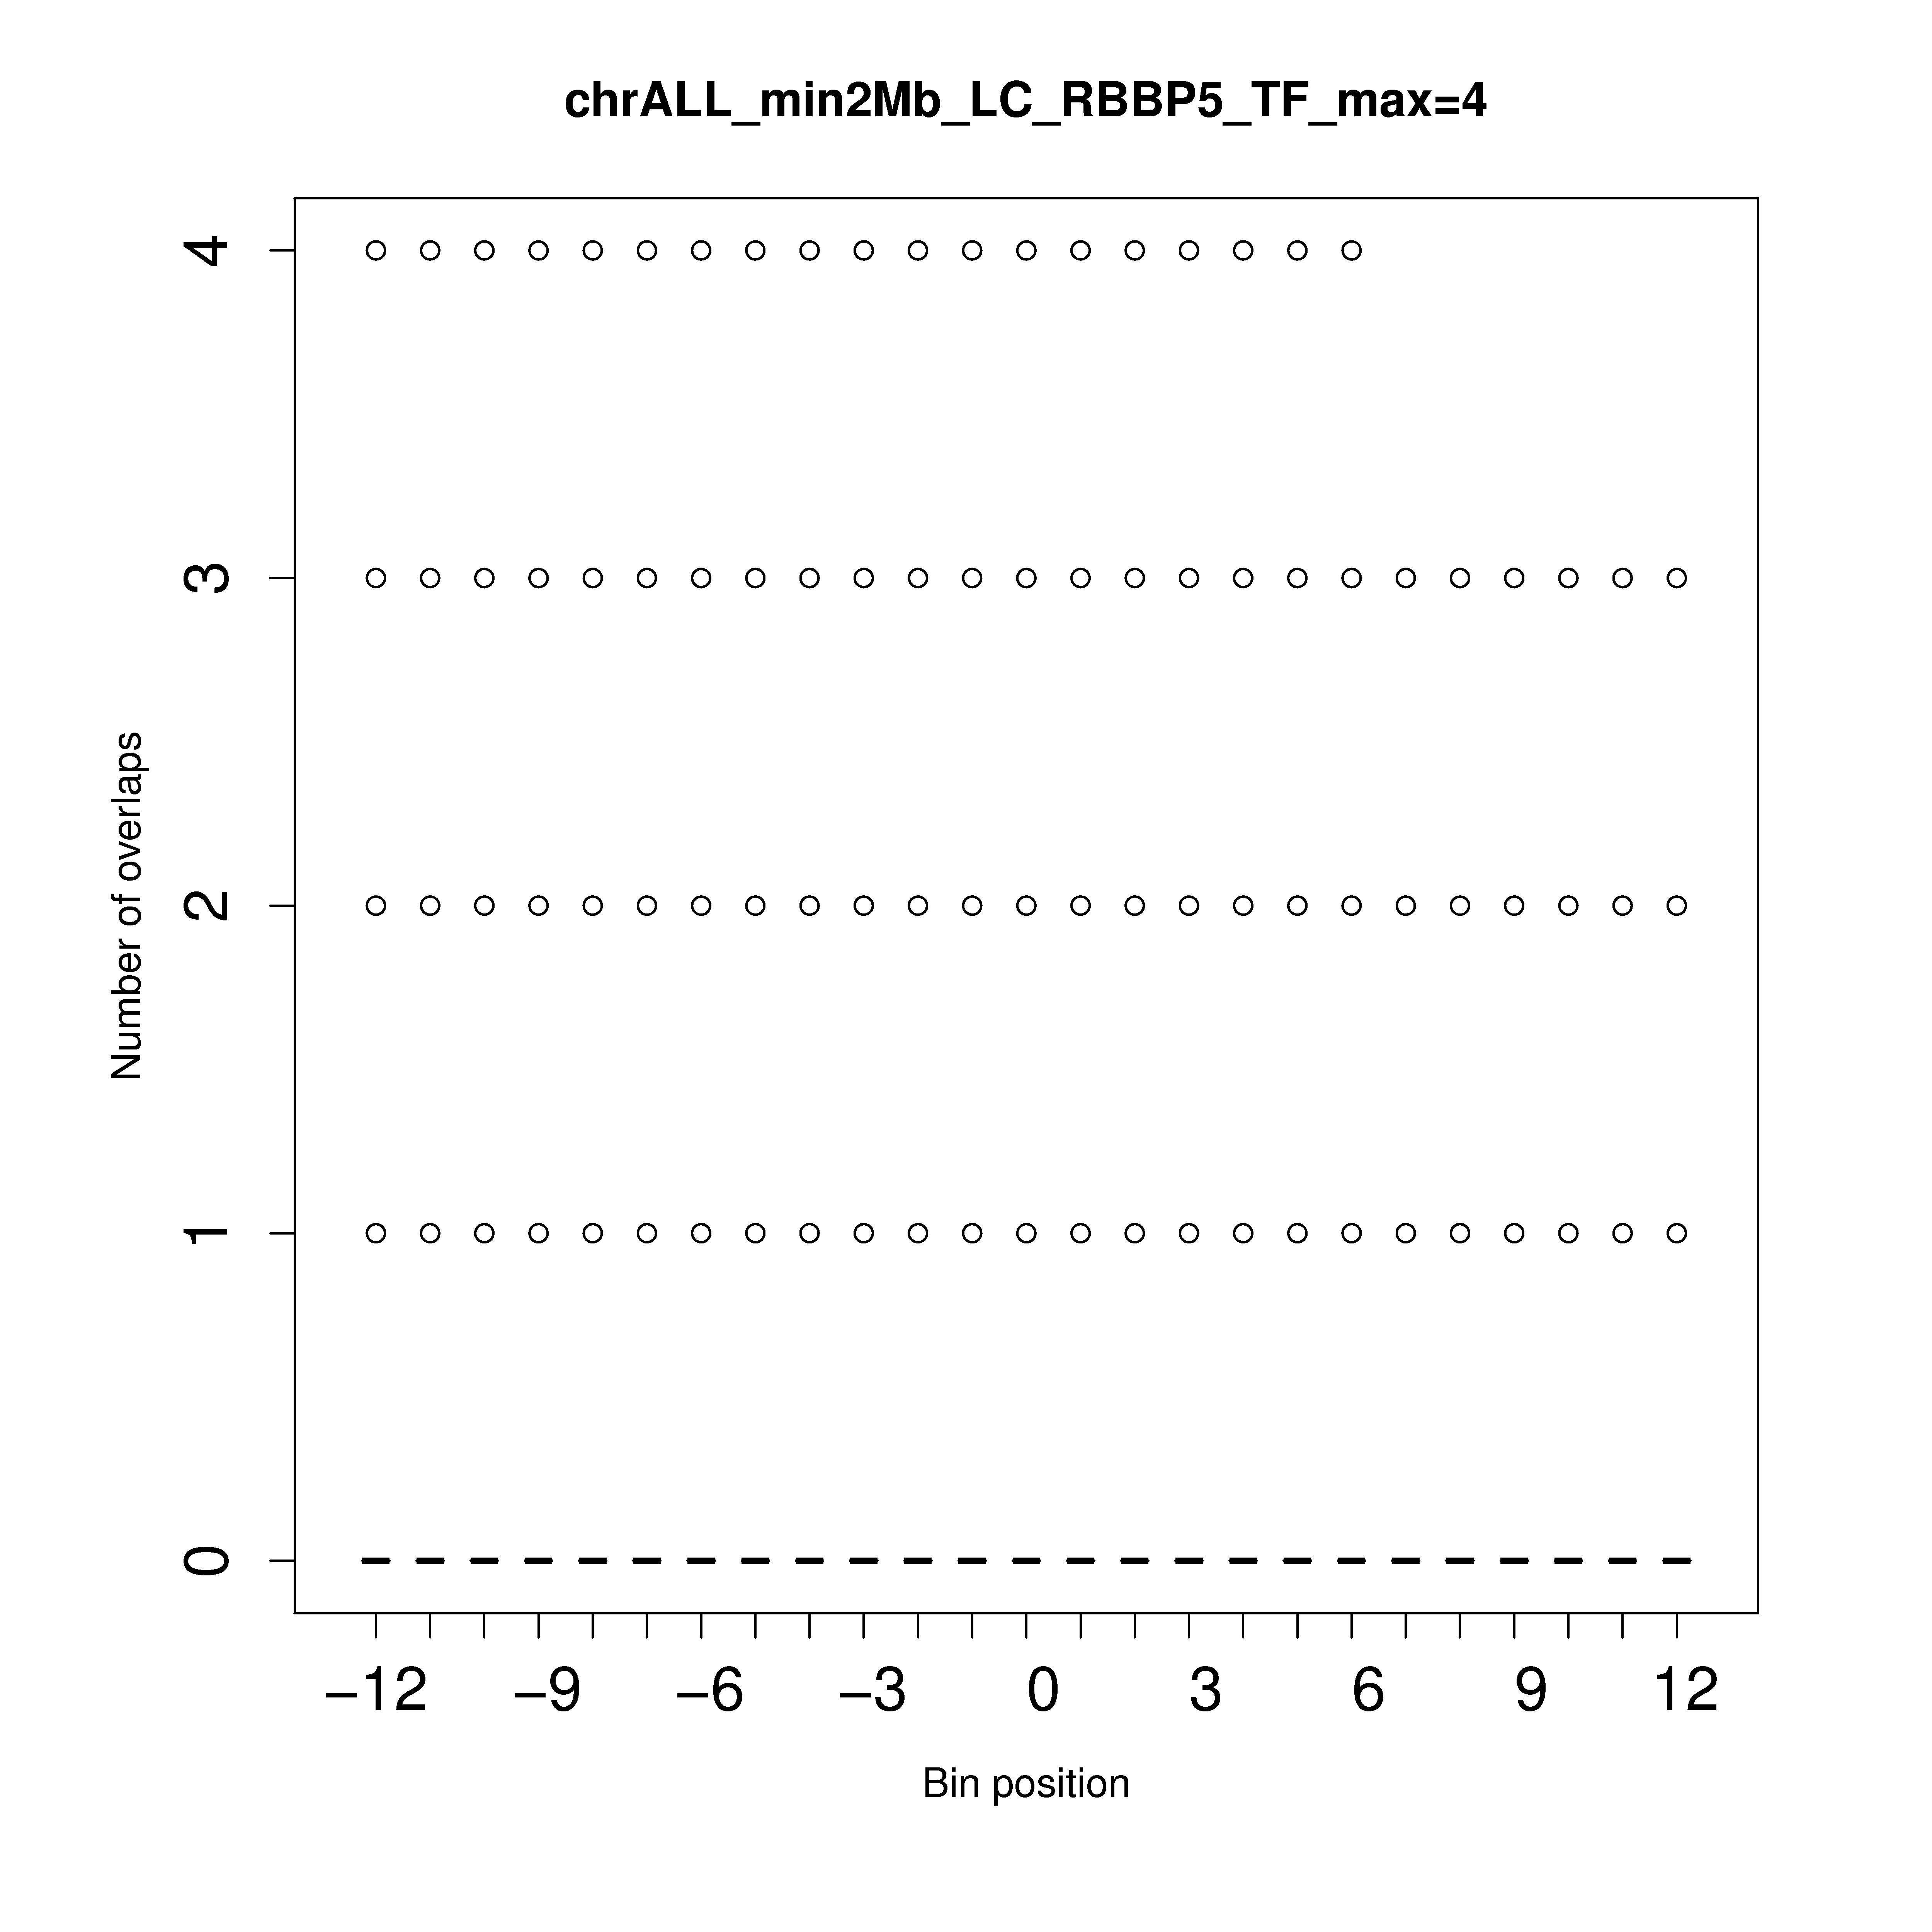 chrALL_min2Mb_LC_RBBP5_TF_max=4
4
3
2
1
0
Number of overlaps
−12 −9 −6 −3 0 3 6 9 12
Bin position